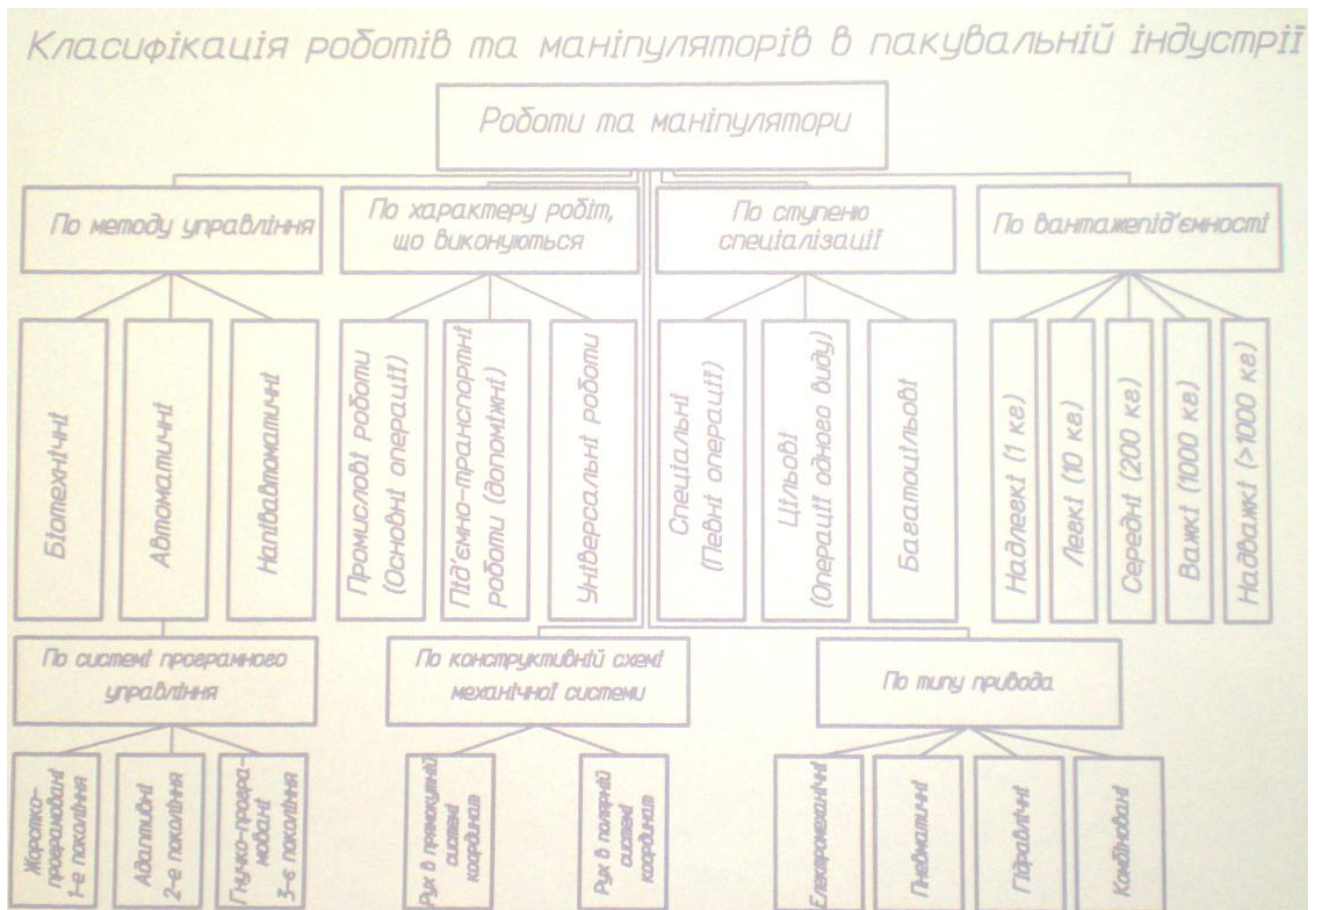 Класифікація роботів та маніпуляторів в пакувальній індустрії
Роботи та маніпулятори
По методу управління
По характеру робіт,
що виконуються
По ступеню
спеціалізації
По вантажепід'ємності
Біотехнічні
Автоматичні
Напівавтоматичні
Промислові роботи
(Основні операції)
Під'ємно-транспортні
роботи (допоміжні)
Універсальні роботи
Спеціальні
(Певні операції)
Цільові
(Операції одного виду)
Багатоцільові
Надлегкі (1 кг)
Легкі (10 кг)
Середні (200 кг)
Важкі (1000 кг)
Надважкі (>1000 кг)
По системі програмного
управління
По конструктивній схемі
механічної системи
По типу привода
Жорстко-
програмовані
1-е покоління
Адаптивні
2-е покоління
Гнучко-програ-
мовані
3-є покоління
Рух в прямокутній
системі
координат
Рух в полярній
системі
координат
Електромеханічні
Пневматичні
Гідравлічні
Комбіновані